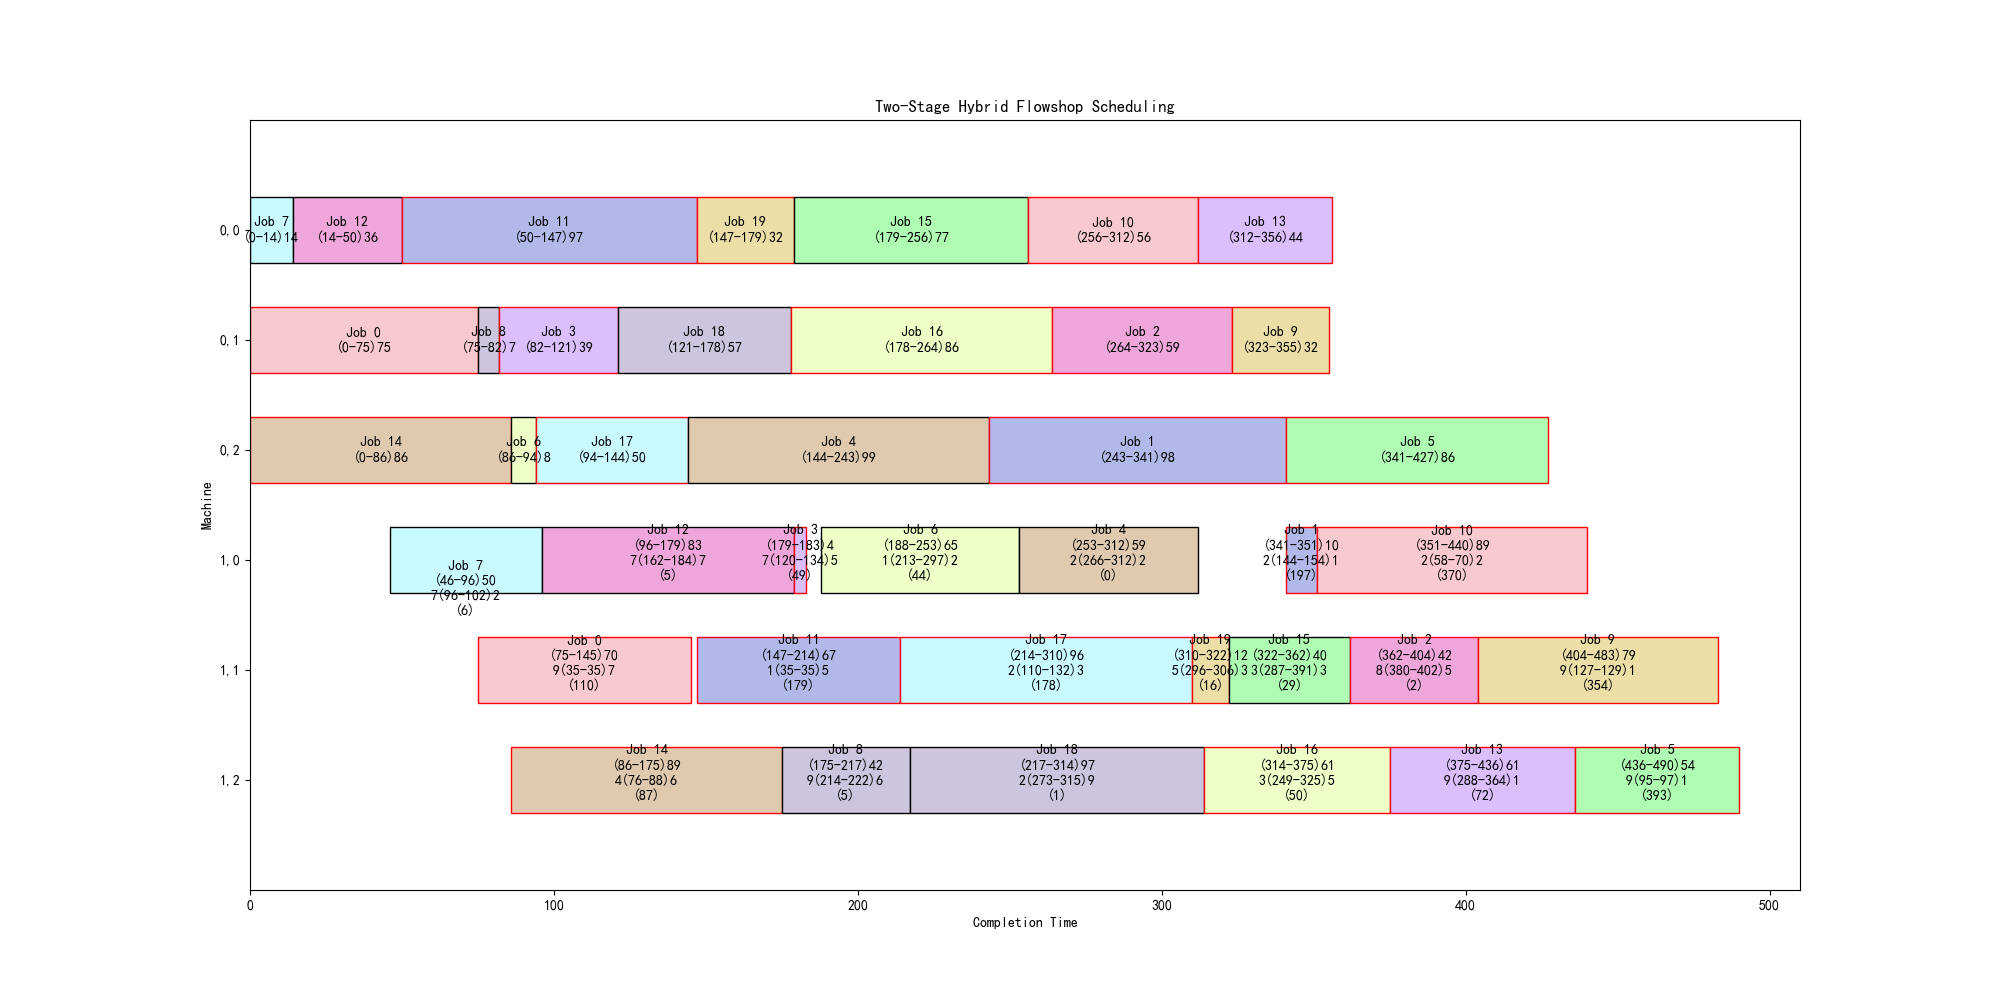 Two-Stage Hybrid Flowshop Scheduling
0,0
Job 7
(0-14)14
Job 12
(14-50)36
Job 11
(50-147)97
Job 19
(147-179)32
Job 15
(179-256)77
Job 10
(256-312)56
Job 13
(312-356)44
0,1
Job 0
(0-75)75
Job 8
(75-82)7
Job 3
(82-121)39
Job 18
(121-178)57
Job 16
(178-264)86
Job 2
(264-323)59
Job 9
(323-355)32
0,2
Job 14
(0-86)86
Job 6
(86-94)8
Job 17
(94-144)50
Job 4
(144-243)99
Job 1
(243-341)98
Job 5
(341-427)86
Machine
1,0
Job 7
(46-96)50
7(96-102)2
(6)
Job 12
(96-179)83
7(162-184)7
(5)
Job 3
(179-183)4
7(120-134)5
(49)
Job 6
(188-253)65
1(213-297)2
(44)
Job 4
(253-312)59
2(266-312)2
(0)
Job 1
(341-351)10
2(144-154)1
(197)
Job 10
(351-440)89
2(58-70)2
(370)
1,1
Job 0
(75-145)70
9(35-35)7
(110)
Job 11
(147-214)67
1(35-35)5
(179)
Job 17
(214-310)96
2(110-132)3
(178)
Job 19
(310-322)12
5(296-306)3
(16)
Job 15
(322-362)40
3(287-391)3
(29)
Job 2
(362-404)42
8(380-402)5
(2)
Job 9
(404-483)79
9(127-129)1
(354)
1,2
Job 14
(86-175)89
4(76-88)6
(87)
Job 8
(175-217)42
9(214-222)6
(5)
Job 18
(217-314)97
2(273-315)9
(1)
Job 16
(314-375)61
3(249-325)5
(50)
Job 13
(375-436)61
9(288-364)1
(72)
Job 5
(436-490)54
9(95-97)1
(393)
0
100
200
300
400
500
Completion Time